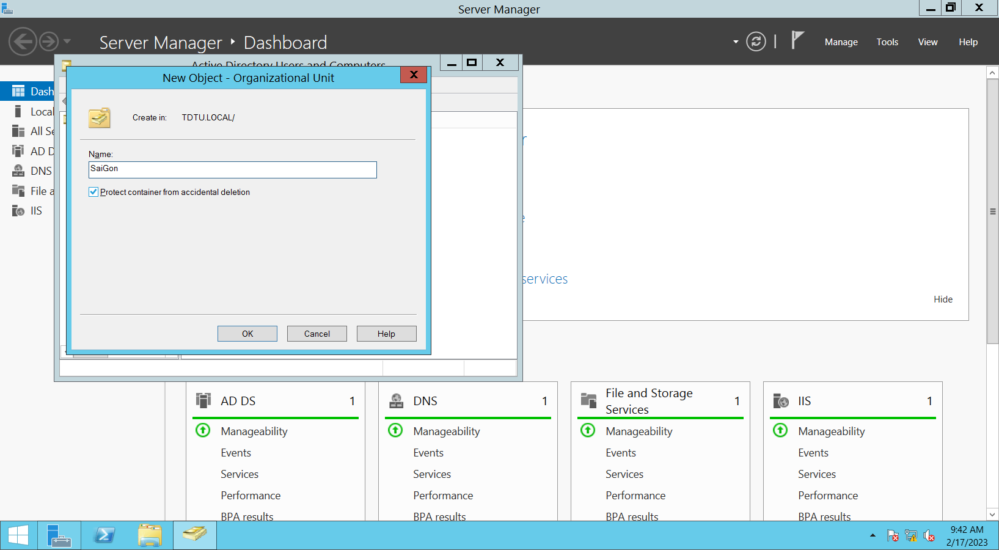 Server Manager
Server Manager Dashboard
Manage Tools View Help
Active Directory Users and Computers
New Object - Organizational Unit
Create in: TDTU.LOCAL/
Name:
SaiGon
Protect container from accidental deletion
OK Cancel Help
Dash
Local
All Se
AD D
DNS
File a
IIS
services
Hide
AD DS 1
Manageability
Events
Services
Performance
BPA results
DNS 1
Manageability
Events
Services
Performance
BPA results
File and Storage
Services 1
Manageability
Events
Services
Performance
BPA results
IIS 1
Manageability
Events
Services
Performance
BPA results
9:42 AM
2/17/2023